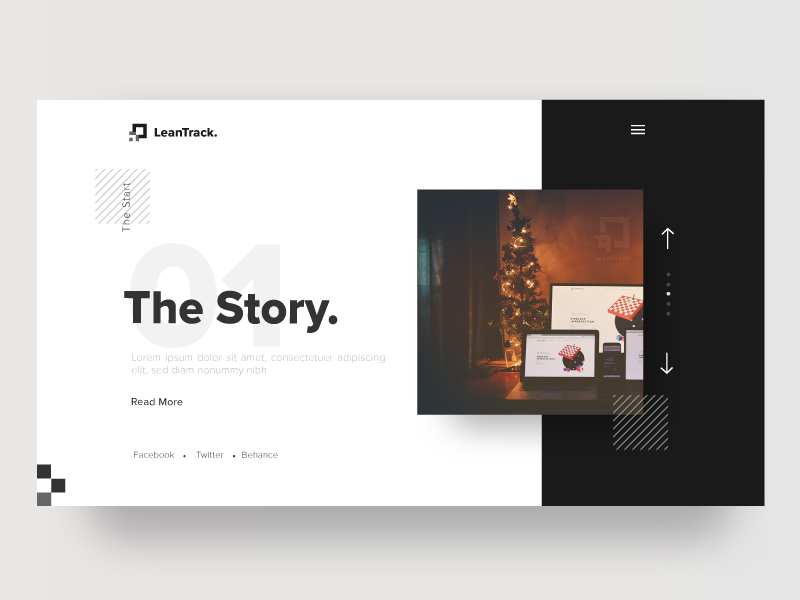 LeanTrack.
The Start
01
The Story.
Lorem ipsum dolor sit amet, consectetuer adipiscing
elit, sed diam nonummy nibh
Read More
Facebook • Twitter • Behance